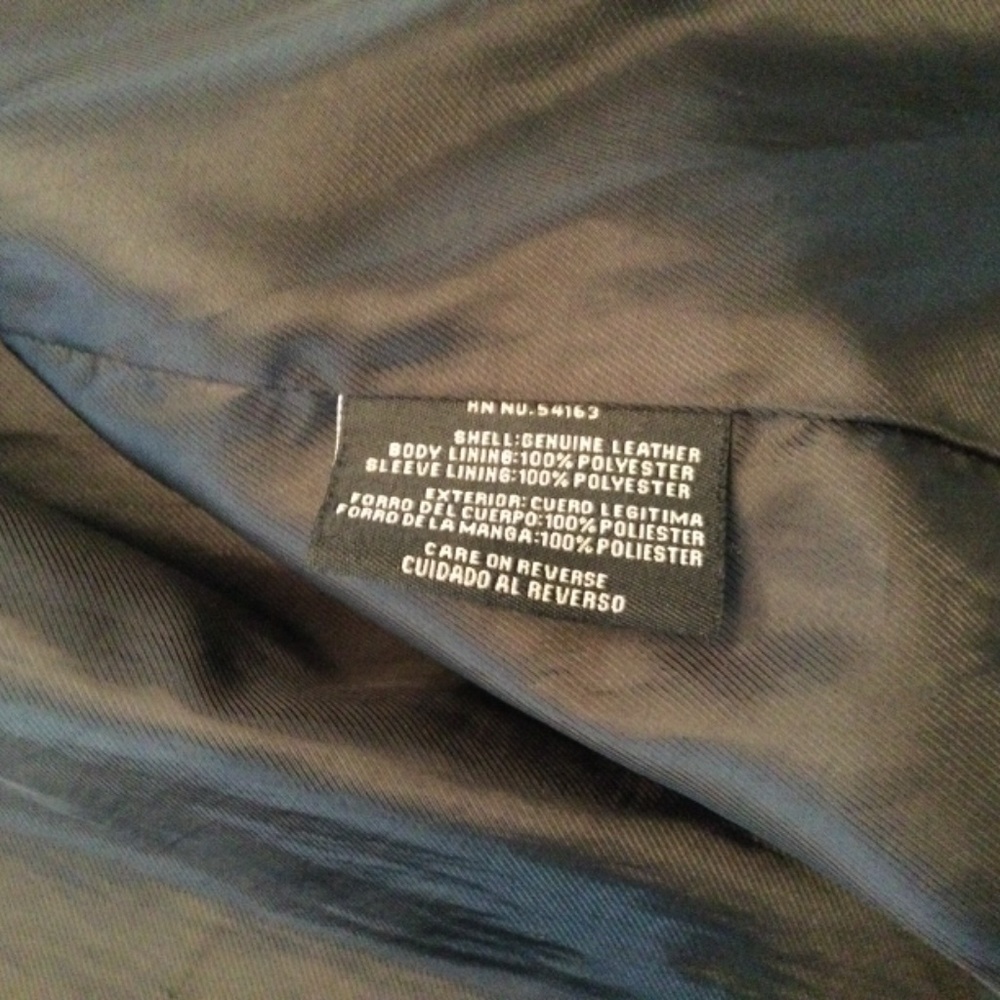 RN NO.54163
SHELL:GENUINE LEATHER
BODY LINING:100% POLYESTER
SLEEVE LINING:100% POLYESTER
EXTERIOR:CUERO LEGITIMA
FORRO DEL CUERPO:100% POLIESTER
FORRO DE LA MANGA:100% POLIESTER
CARE ON REVERSE
CUIDADO AL REVERSO